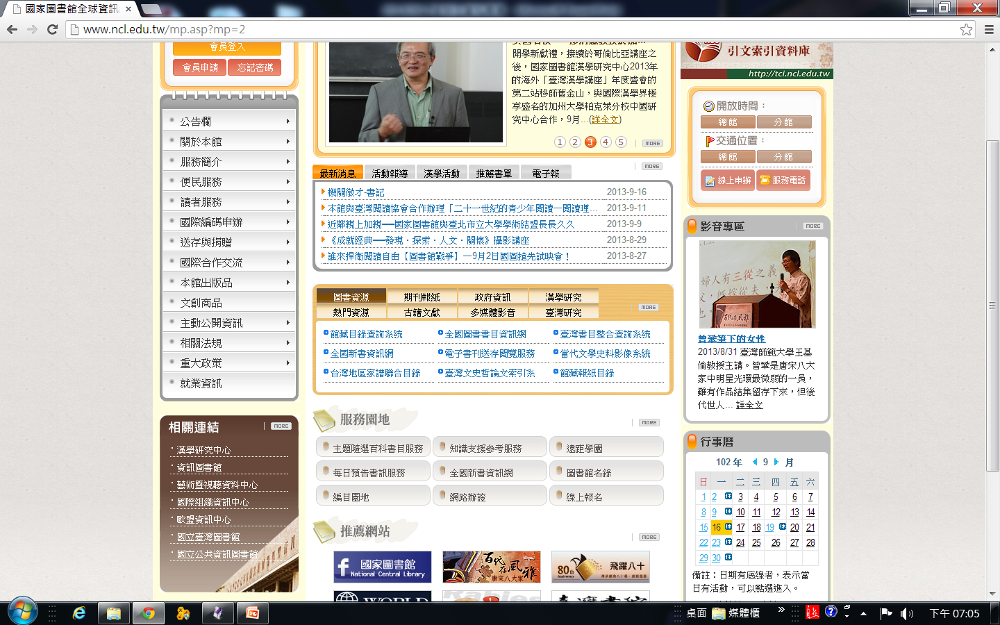 國家圖書館全球資訊
www.ncl.edu.tw/mp.asp?mp=2
會員登入
會員申請
忘記密碼
公告欄
關於本館
服務簡介
便民服務
讀者服務
國際編碼申辦
送存與捐贈
國際合作交流
本館出版品
文創商品
主動公開資訊
相關法規
重大政策
就業資訊
相關連結
MORE
漢學研究中心
資訊圖書館
藝術暨視聽資料中心
國際組織資訊中心
歐盟資訊中心
國立臺灣圖書館
國立公共資訊圖書館
開學新獻禮，接續於哥倫比亞講座之
後，國家圖書館漢學研究中心2013年
的海外「臺灣漢學講座」年度盛會的
第二站移師舊金山，與國際漢學界極
享盛名的加州大學柏克萊分校中國研
究中心合作，9月...(詳全文)
1 2 3 4 5
MORE
最新消息 活動報導 漢學活動 推薦書單 電子報
MORE
機關徵才-書記 2013-9-16
本館與臺灣閱讀協會合作辦理「二十一世紀的青少年閱讀—閱讀理... 2013-9-11
近鄰親上加親──國家圖書館與臺北市立大學學術結盟長長久久 2013-9-9
《成就經典──發現．探索．人文．關懷》攝影講座 2013-8-29
誰來捍衛閱讀自由【圖書館戰爭】—9月2日國圖搶先試映會！ 2013-8-27
圖書資源 期刊報紙 政府資訊 漢學研究
熱門資源 古籍文獻 多媒體影音 臺灣研究
MORE
館藏目錄查詢系統 全國圖書書目資訊網 臺灣書目整合查詢系統
全國新書資訊網 電子書刊送存閱覽服務 當代文學史料影像系統
台灣地區家譜聯合目錄 臺灣文史哲論文索引系 館藏報紙目錄
服務園地
MORE
主題隨選百科書目服務 知識支援參考服務 遠距學園
每日預告書訊服務 全國新書資訊網 圖書館名錄
編目園地 網路辦證 線上報名
推薦網站
MORE
國家圖書館
National Central Library
百代存風雅
唐宋八大家
80th
Anniversary
飛躍八十
WORLD
引文索引資料庫
http://tci.ncl.edu.tw
開放時間：
總館 分館
交通位置：
總館 分館
線上申辦 服務電話
影音專區
MORE
婦人有三從之義
曾鞏筆下的女性
2013/8/31 臺灣師範大學王基
倫教授主講。曾鞏是唐宋八大
家中明星光環最微弱的一員，
雖有作品結集留存下來，但後
代世人... 詳全文
行事曆
102 年 9 月
日 一 二 三 四 五 六
1 2 休 3 4 5 6 7
8 9 休 10 11 12 13 14
15 16 休 17 18 19 休 20 21
22 23 休 24 25 26 27 28
29 30 休
備註：日期有底線者，表示當
日有活動，可以點選進入。
桌面 媒體櫃
下午 07:05